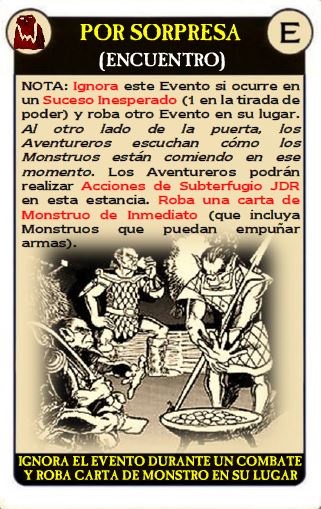 POR SORPRESA
E
(ENCUENTRO)
NOTA: Ignora este Evento si ocurre en
un Suceso Inesperado (1 en la tirada de
poder) y roba otro Evento en su lugar.
Al otro lado de la puerta, los
Aventureros escuchan cómo los
Monstruos están comiendo en ese
momento. Los Aventureros podrán
realizar Acciones de Subterfugio JDR
en esta estancia. Roba una carta de
Monstruo de Inmediato (que incluya
Monstruos que puedan empuñar
armas).
IGNORA EL EVENTO DURANTE UN COMBATE
Y ROBA CARTA DE MONSTRO EN SU LUGAR